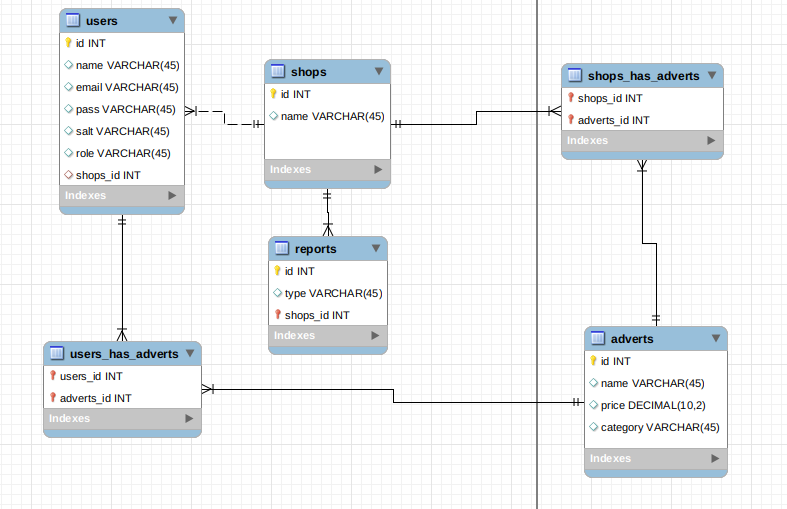 users
id INT
name VARCHAR(45)
email VARCHAR(45)
pass VARCHAR(45)
salt VARCHAR(45)
role VARCHAR(45)
shops_id INT
Indexes
shops
id INT
name VARCHAR(45)
Indexes
shops_has_adverts
shops_id INT
adverts_id INT
Indexes
reports
id INT
type VARCHAR(45)
shops_id INT
Indexes
users_has_adverts
users_id INT
adverts_id INT
Indexes
adverts
id INT
name VARCHAR(45)
price DECIMAL(10,2)
category VARCHAR(45)
Indexes